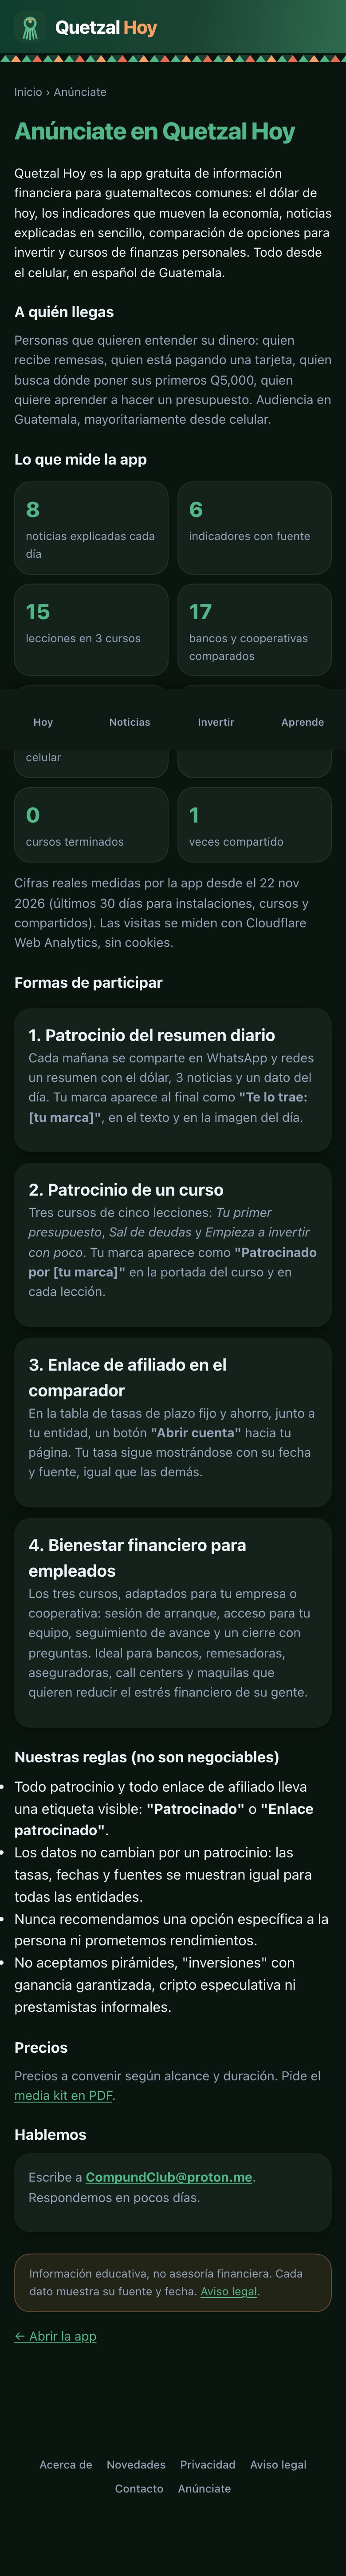 Quetzal Hoy
Inicio › Anúnciate
Anúnciate en Quetzal Hoy
Quetzal Hoy es la app gratuita de información
financiera para guatemaltecos comunes: el dólar de
hoy, los indicadores que mueven la economía, noticias
explicadas en sencillo, comparación de opciones para
invertir y cursos de finanzas personales. Todo desde
el celular, en español de Guatemala.
A quién llegas
Personas que quieren entender su dinero: quien
recibe remesas, quien está pagando una tarjeta, quien
busca dónde poner sus primeros Q5,000, quien
quiere aprender a hacer un presupuesto. Audiencia en
Guatemala, mayoritariamente desde celular.
Lo que mide la app
8
noticias explicadas cada
día
6
indicadores con fuente
15
lecciones en 3 cursos
17
bancos y cooperativas
comparados
Hoy
Noticias
Invertir
Aprende
celular
0
cursos terminados
1
veces compartido
Cifras reales medidas por la app desde el 22 nov
2026 (últimos 30 días para instalaciones, cursos y
compartidos). Las visitas se miden con Cloudflare
Web Analytics, sin cookies.
Formas de participar
1. Patrocinio del resumen diario
Cada mañana se comparte en WhatsApp y redes
un resumen con el dólar, 3 noticias y un dato del
día. Tu marca aparece al final como "Te lo trae:
[tu marca]", en el texto y en la imagen del día.
2. Patrocinio de un curso
Tres cursos de cinco lecciones: Tu primer
presupuesto, Sal de deudas y Empieza a invertir
con poco. Tu marca aparece como "Patrocinado
por [tu marca]" en la portada del curso y en
cada lección.
3. Enlace de afiliado en el
comparador
En la tabla de tasas de plazo fijo y ahorro, junto a
tu entidad, un botón "Abrir cuenta" hacia tu
página. Tu tasa sigue mostrándose con su fecha
y fuente, igual que las demás.
4. Bienestar financiero para
empleados
Los tres cursos, adaptados para tu empresa o
cooperativa: sesión de arranque, acceso para tu
equipo, seguimiento de avance y un cierre con
preguntas. Ideal para bancos, remesadoras,
aseguradoras, call centers y maquilas que
quieren reducir el estrés financiero de su gente.
Nuestras reglas (no son negociables)
Todo patrocinio y todo enlace de afiliado lleva
una etiqueta visible: "Patrocinado" o "Enlace
patrocinado".
Los datos no cambian por un patrocinio: las
tasas, fechas y fuentes se muestran igual para
todas las entidades.
Nunca recomendamos una opción específica a la
persona ni prometemos rendimientos.
No aceptamos pirámides, "inversiones" con
ganancia garantizada, cripto especulativa ni
prestamistas informales.
Precios
Precios a convenir según alcance y duración. Pide el
media kit en PDF.
Hablemos
Escribe a CompundClub@proton.me.
Respondemos en pocos días.
Información educativa, no asesoría financiera. Cada
dato muestra su fuente y fecha. Aviso legal.
← Abrir la app
Acerca de
Novedades
Privacidad
Aviso legal
Contacto
Anúnciate